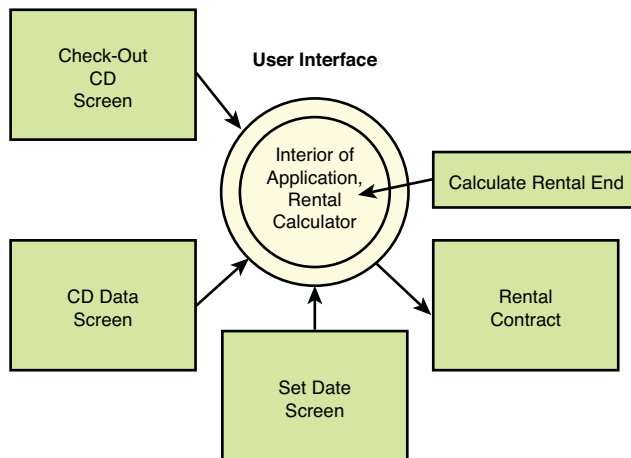 Check-Out
CD
Screen
User Interface
Interior of
Application,
Rental
Calculator
Calculate Rental End
CD Data
Screen
Rental
Contract
Set Date
Screen